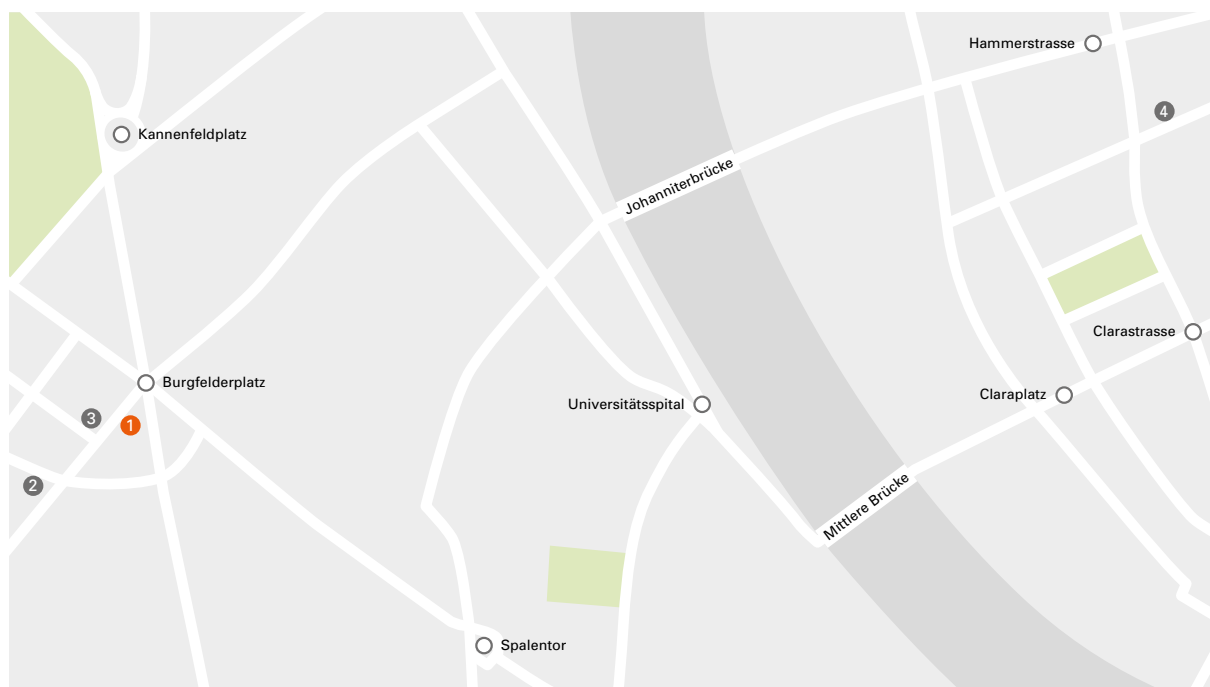 Hammerstrasse
4
Kannenfeldplatz
Johanniterbrücke
Clarastrasse
Burgfelderplatz
Claraplatz
Universitätsspital
3
1
2
Mittlere Brücke
Spalentor